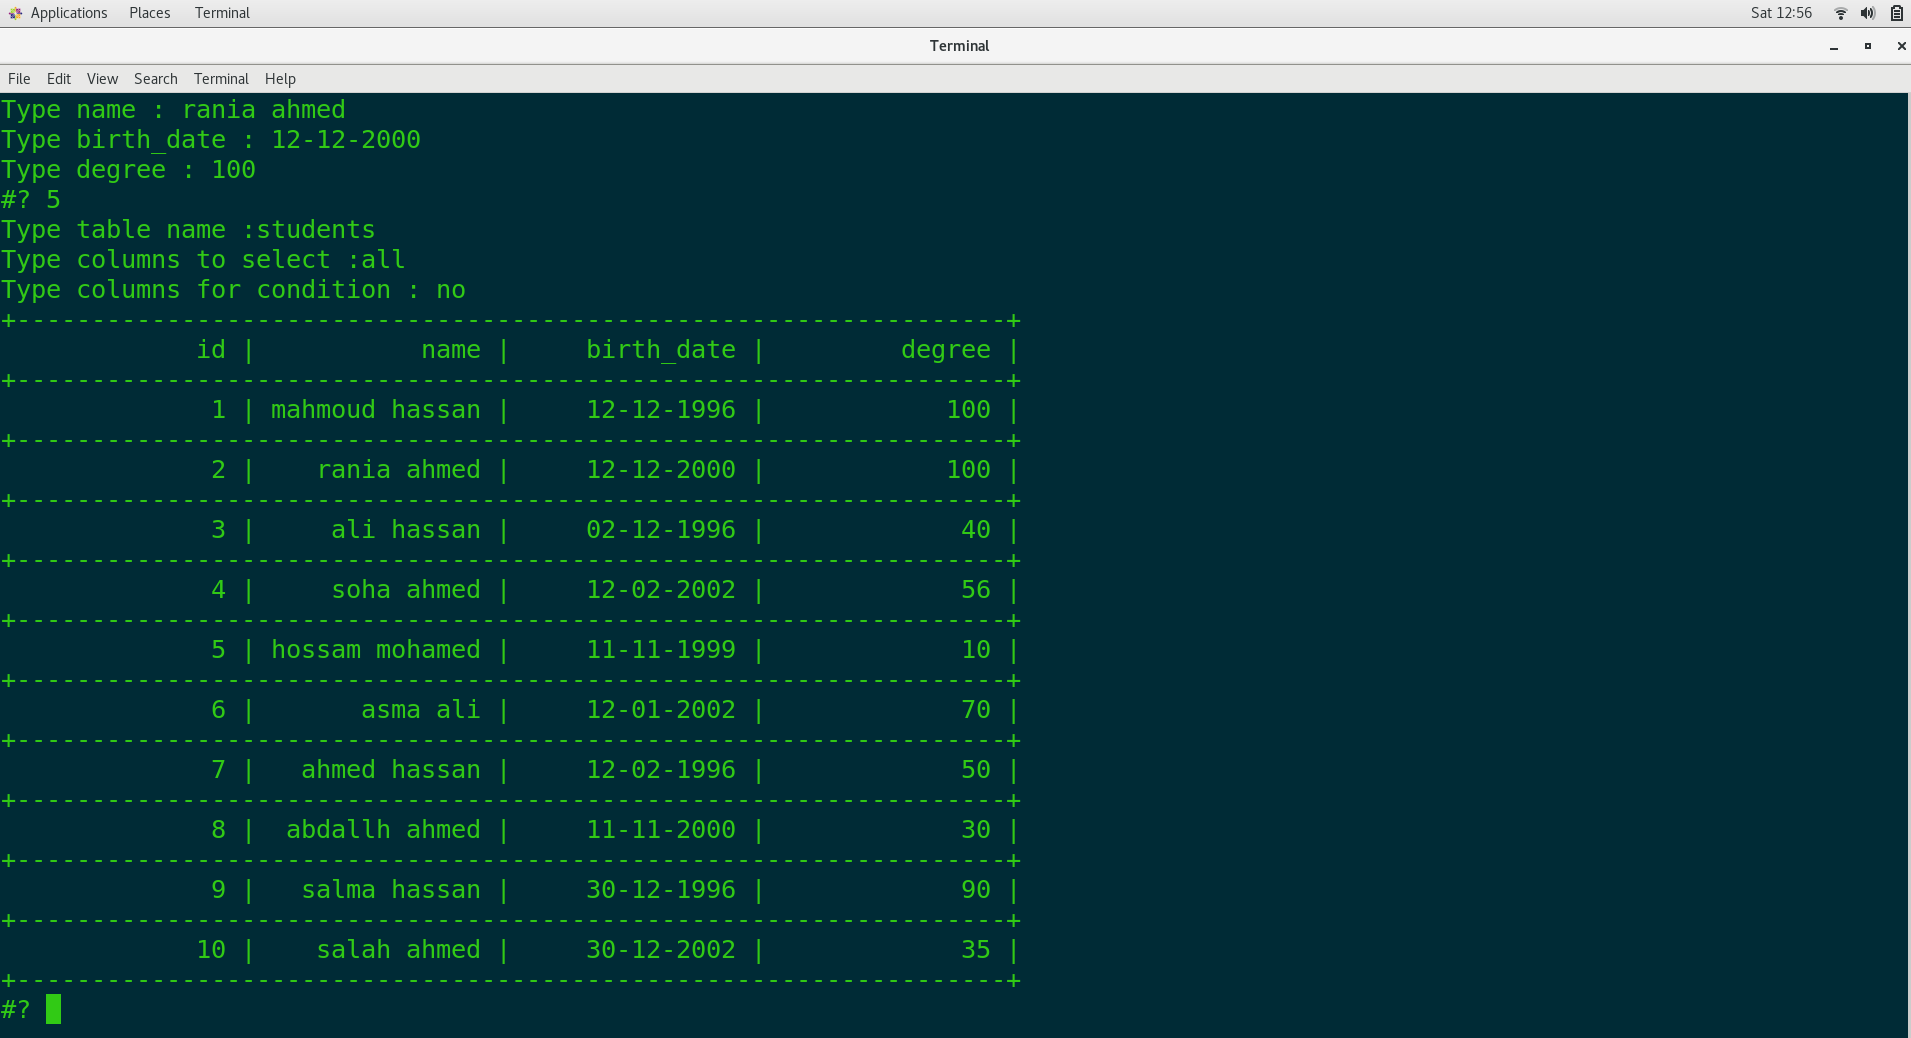 Applications Places Terminal Sat 12:56
Terminal
File Edit View Search Terminal Help
Type name : rania ahmed
Type birth_date : 12-12-2000
Type degree : 100
#? 5
Type table name :students
Type columns to select :all
Type columns for condition : no
+------------------------------------------------------------------+
id | name | birth_date | degree |
+------------------------------------------------------------------+
1 | mahmoud hassan | 12-12-1996 | 100 |
+------------------------------------------------------------------+
2 | rania ahmed | 12-12-2000 | 100 |
+------------------------------------------------------------------+
3 | ali hassan | 02-12-1996 | 40 |
+------------------------------------------------------------------+
4 | soha ahmed | 12-02-2002 | 56 |
+------------------------------------------------------------------+
5 | hossam mohamed | 11-11-1999 | 10 |
+------------------------------------------------------------------+
6 | asma ali | 12-01-2002 | 70 |
+------------------------------------------------------------------+
7 | ahmed hassan | 12-02-1996 | 50 |
+------------------------------------------------------------------+
8 | abdallh ahmed | 11-11-2000 | 30 |
+------------------------------------------------------------------+
9 | salma hassan | 30-12-1996 | 90 |
+------------------------------------------------------------------+
10 | salah ahmed | 30-12-2002 | 35 |
+------------------------------------------------------------------+
#?